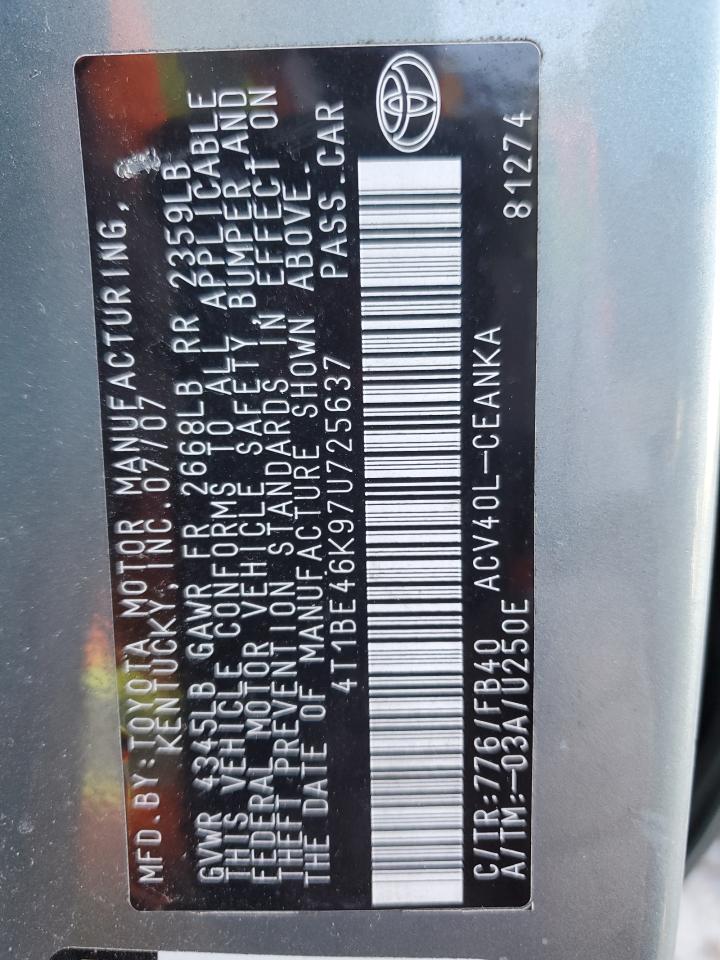 MFD.BY:TOYOTA MOTOR MANUFACTURING,
KENTUCKY, INC.07/07
GVWR 4345LB GAWR FR 2668LB RR 2359LB
THIS VEHICLE CONFORMS TO ALL APPLICABLE
FEDERAL MOTOR VEHICLE SAFETY,BUMPER,AND
THEFT PREVENTION STANDARDS IN EFFECT ON
THE DATE OF MANUFACTURE SHOWN ABOVE.
4T1BE46K97U725637 PASS.CAR
C/TR:776/FB40 ACV40L-CEANKA
A/TM:-03A/U250E 81274